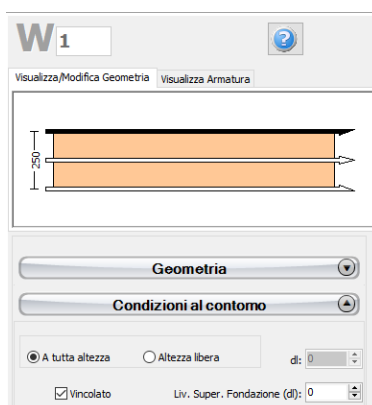 W 1
Visualizza/Modifica Geometria Visualizza Armatura
250
Geometria
Condizioni al contorno
A tutta altezza Altezza libera dl: 0
Vincolato Liv. Super. Fondazione (dl): 0